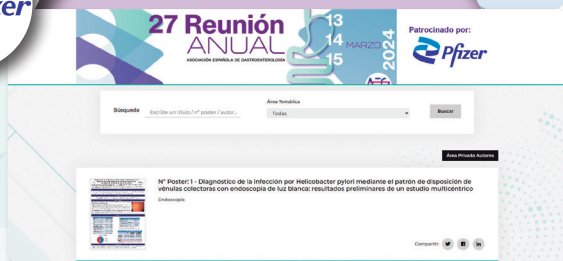 zer
27 Reunión
ANUAL
ASOCIACIÓN ESPAÑOLA DE GASTROENTEROLOGÍA
13
14 MARZO
15
2024
AEG
Patrocinado por:
Pfizer
Búsqueda
Escribe un título / nº poster / autor...
Área Temática
Todas
Buscar
Área Privada Autores
Nº Poster: 1 - Diagnóstico de la infección por Helicobacter pylori mediante el patrón de disposición de
vénulas colectoras con endoscopia de luz blanca: resultados preliminares de un estudio multicéntrico
Endoscopia
Compartir: